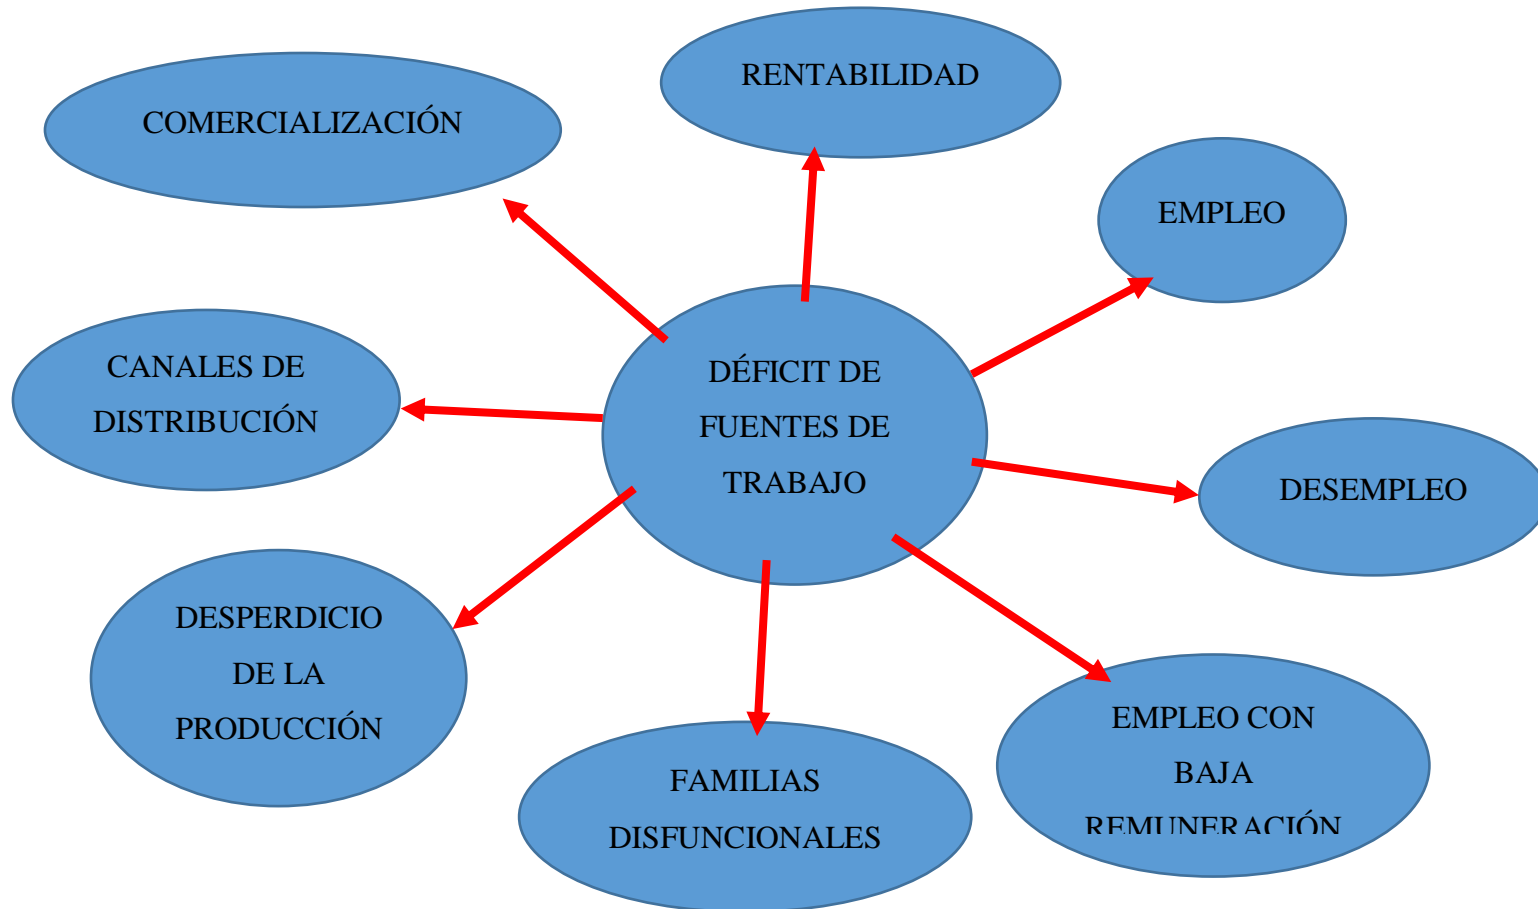 RENTABILIDAD
COMERCIALIZACIÓN
EMPLEO
CANALES DE
DISTRIBUCIÓN
DÉFICIT DE
FUENTES DE
TRABAJO
DESEMPLEO
DESPERDICIO
DE LA
PRODUCCIÓN
FAMILIAS
DISFUNCIONALES
EMPLEO CON
BAJA
REMUNERACIÓN